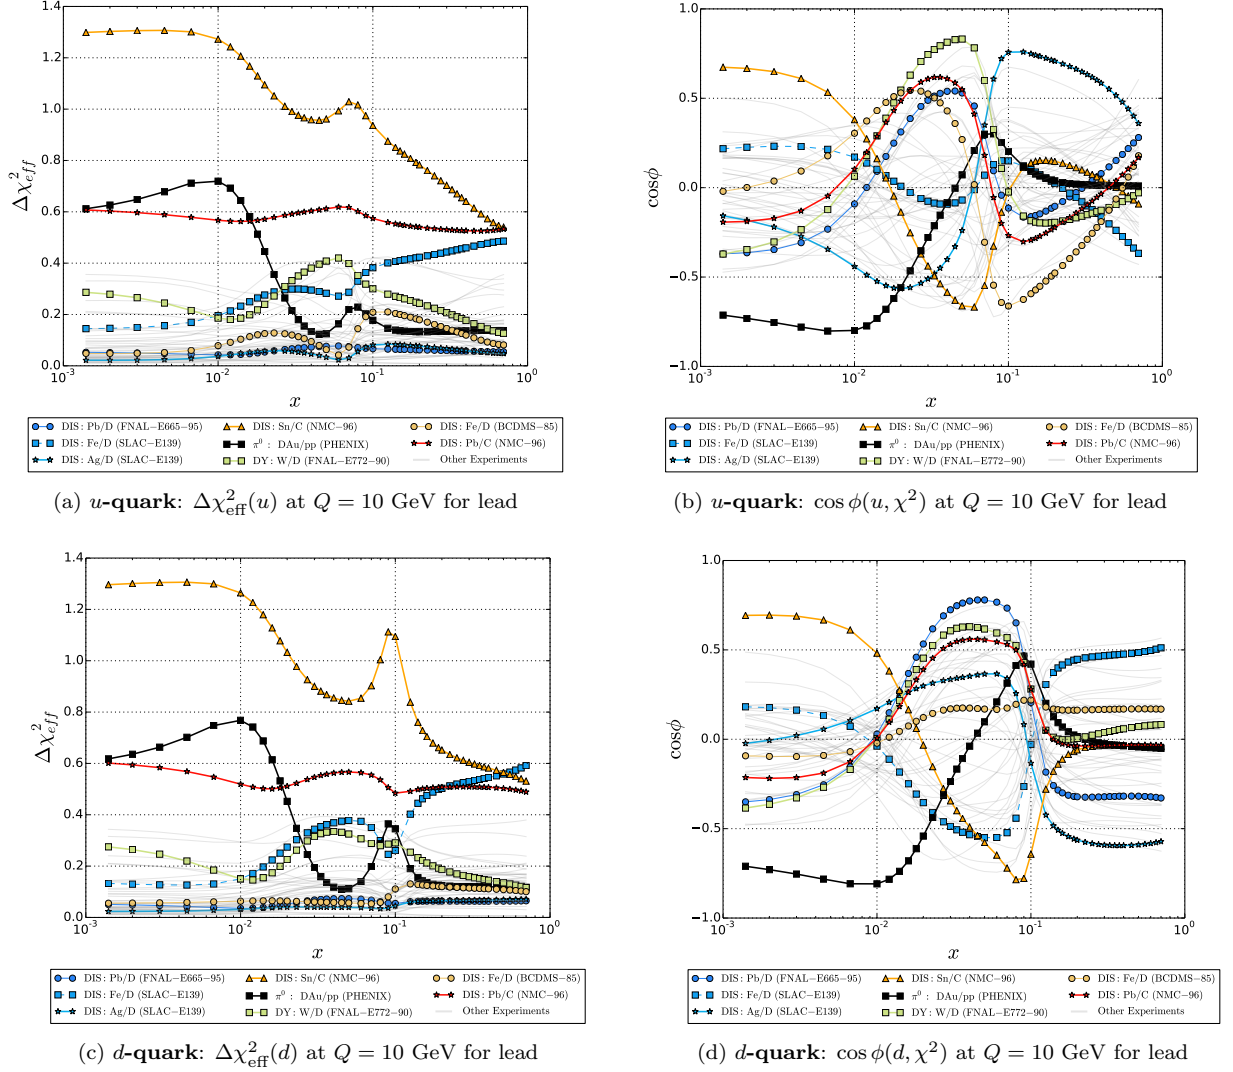 1.4
1.2
1.0
0.8
0.6
0.4
0.2
0.0
Δχ²_eff
10⁻³ 10⁻² 10⁻¹ 10⁰
x
DIS: Pb/D (FNAL−E665−95) DIS: Sn/C (NMC−96) DIS: Fe/D (BCDMS−85)
DIS: Fe/D (SLAC−E139) π⁰ : DAu/pp (PHENIX) DIS: Pb/C (NMC−96)
DIS: Ag/D (SLAC−E139) DY: W/D (FNAL−E772−90) Other Experiments
(a) u-quark: Δχ²_eff(u) at Q = 10 GeV for lead
1.0
0.5
0.0
−0.5
−1.0
cosϕ
10⁻³ 10⁻² 10⁻¹ 10⁰
x
DIS: Pb/D (FNAL−E665−95) DIS: Sn/C (NMC−96) DIS: Fe/D (BCDMS−85)
DIS: Fe/D (SLAC−E139) π⁰ : DAu/pp (PHENIX) DIS: Pb/C (NMC−96)
DIS: Ag/D (SLAC−E139) DY: W/D (FNAL−E772−90) Other Experiments
(b) u-quark: cos ϕ(u, χ²) at Q = 10 GeV for lead
1.4
1.2
1.0
0.8
0.6
0.4
0.2
0.0
Δχ²_eff
10⁻³ 10⁻² 10⁻¹ 10⁰
x
DIS: Pb/D (FNAL−E665−95) DIS: Sn/C (NMC−96) DIS: Fe/D (BCDMS−85)
DIS: Fe/D (SLAC−E139) π⁰ : DAu/pp (PHENIX) DIS: Pb/C (NMC−96)
DIS: Ag/D (SLAC−E139) DY: W/D (FNAL−E772−90) Other Experiments
(c) d-quark: Δχ²_eff(d) at Q = 10 GeV for lead
1.0
0.5
0.0
−0.5
−1.0
cosϕ
10⁻³ 10⁻² 10⁻¹ 10⁰
x
DIS: Pb/D (FNAL−E665−95) DIS: Sn/C (NMC−96) DIS: Fe/D (BCDMS−85)
DIS: Fe/D (SLAC−E139) π⁰ : DAu/pp (PHENIX) DIS: Pb/C (NMC−96)
DIS: Ag/D (SLAC−E139) DY: W/D (FNAL−E772−90) Other Experiments
(d) d-quark: cos ϕ(d, χ²) at Q = 10 GeV for lead